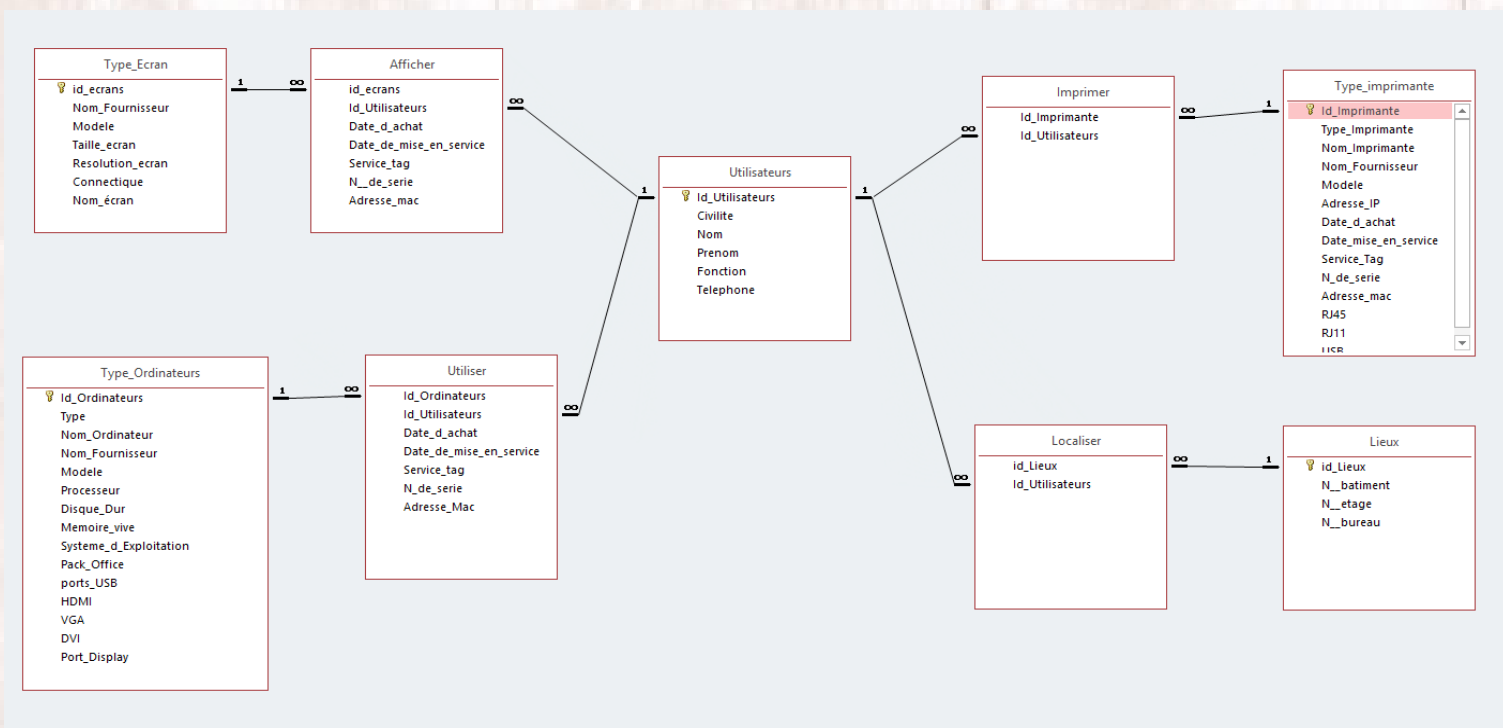 Type_Ecran
id_ecrans
Nom_Fournisseur
Modele
Taille_ecran
Resolution_ecran
Connectique
Nom_écran
1
∞
Afficher
id_ecrans
Id_Utilisateurs
Date_d_achat
Date_de_mise_en_service
Service_tag
N__de_serie
Adresse_mac
∞
1
Utilisateurs
Id_Utilisateurs
Civilite
Nom
Prenom
Fonction
Telephone
1
∞
Imprimer
Id_Imprimante
Id_Utilisateurs
∞
1
Type_imprimante
Id_Imprimante
Type_Imprimante
Nom_Imprimante
Nom_Fournisseur
Modele
Adresse_IP
Date_d_achat
Date_mise_en_service
Service_Tag
N_de_serie
Adresse_mac
RJ45
RJ11
USB
Type_Ordinateurs
Id_Ordinateurs
Type
Nom_Ordinateur
Nom_Fournisseur
Modele
Processeur
Disque_Dur
Memoire_vive
Systeme_d_Exploitation
Pack_Office
ports_USB
HDMI
VGA
DVI
Port_Display
1
∞
Utiliser
Id_Ordinateurs
Id_Utilisateurs
Date_d_achat
Date_de_mise_en_service
Service_tag
N_de_serie
Adresse_Mac
∞
∞
Localiser
id_Lieux
Id_Utilisateurs
∞
1
Lieux
id_Lieux
N__batiment
N__etage
N__bureau